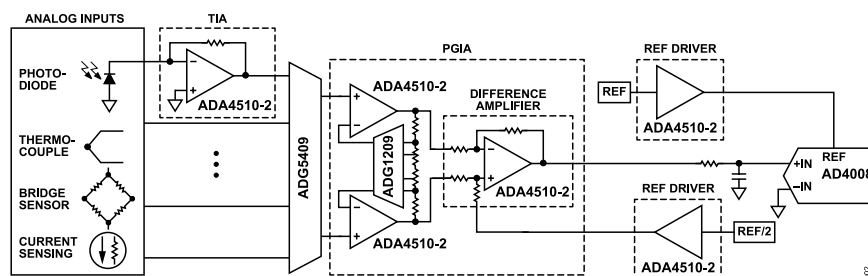 ANALOG INPUTS
TIA
PGIA
REF DRIVER
PHOTO-
DIODE
−
+
ADA4510-2
ADG5409
+
−
ADA4510-2
DIFFERENCE
AMPLIFIER
REF
ADA4510-2
THERMO-
COUPLE
ADG1209
−
+
ADA4510-2
+IN
REF
AD4008
−IN
BRIDGE
SENSOR
REF DRIVER
−
+
ADA4510-2
REF/2
ADA4510-2
CURRENT
SENSING